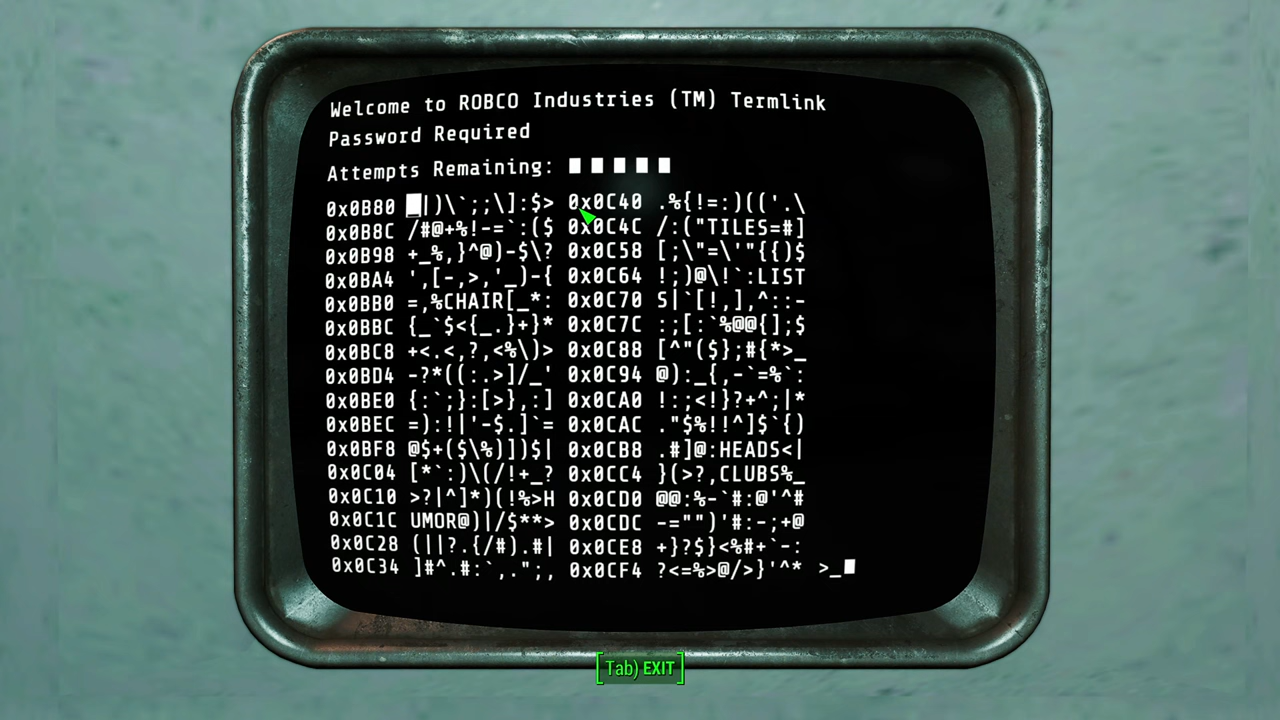 Welcome to ROBCO Industries (TM) Termlink
Password Required
Attempts Remaining: ■ ■ ■ ■ ■
0x0B80 █|)\`;;\]:$> 0x0C40 .%{!=:)(('.\
0x0B8C /#@+%!-=`:($ 0x0C4C /:("TILES=#]
0x0B98 +_%,}^@)-$\? 0x0C58 [;\"=\'"{{)$
0x0BA4 ',[-,>,'_)-{ 0x0C64 !;)@\!`:LIST
0x0BB0 =,%CHAIR[_*: 0x0C70 S|`[!,],^::-
0x0BBC {_`$<{_.}+}* 0x0C7C :;[:`%@@{];$
0x0BC8 +<.<,?,<%\)> 0x0C88 [^"($};#{*>_
0x0BD4 -?*((:.>]/_' 0x0C94 @):_{,-`=%`:
0x0BE0 {:`;}:[>},:] 0x0CA0 !:;<!}?+^;|*
0x0BEC =):!|'-$.]`= 0x0CAC ."$%!!^]$`{)
0x0BF8 @$+($\%)])$| 0x0CB8 .#]@:HEADS<|
0x0C04 [*`:)\(/!+_? 0x0CC4 }(>?,CLUBS%_
0x0C10 >?|^]*)(!%>H 0x0CD0 @@:%-`#:@'^#
0x0C1C UMOR@)|/$**> 0x0CDC -="")'#:-;+@
0x0C28 (||?.{/#).#| 0x0CE8 +}?$}<%#+`-:
0x0C34 ]#^.#:`,.";, 0x0CF4 ?<=%>@/>}'^* >_█
[Tab) EXIT]